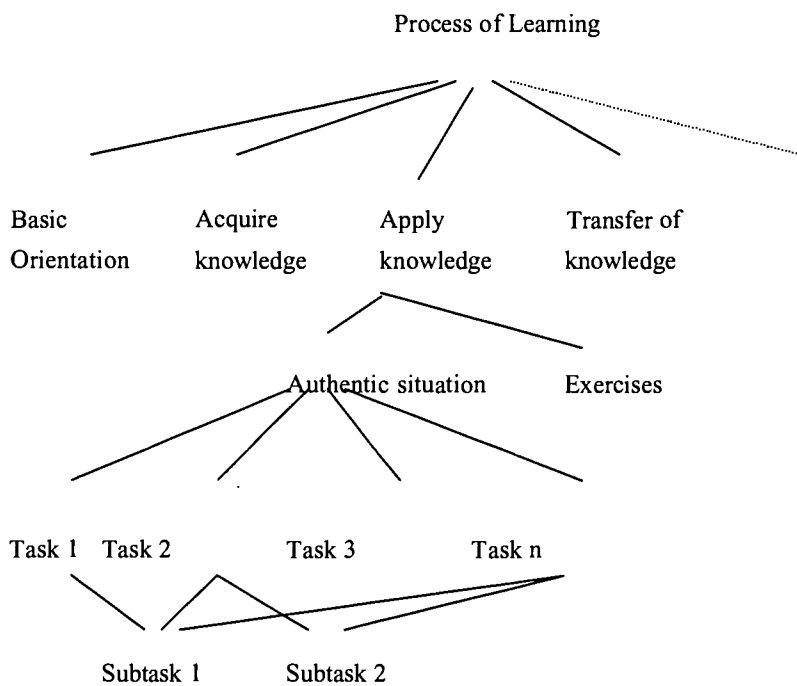 Process of Learning
Basic Acquire Apply Transfer of
Orientation knowledge knowledge knowledge
Authentic situation Exercises
Task 1 Task 2 Task 3 Task n
Subtask 1 Subtask 2